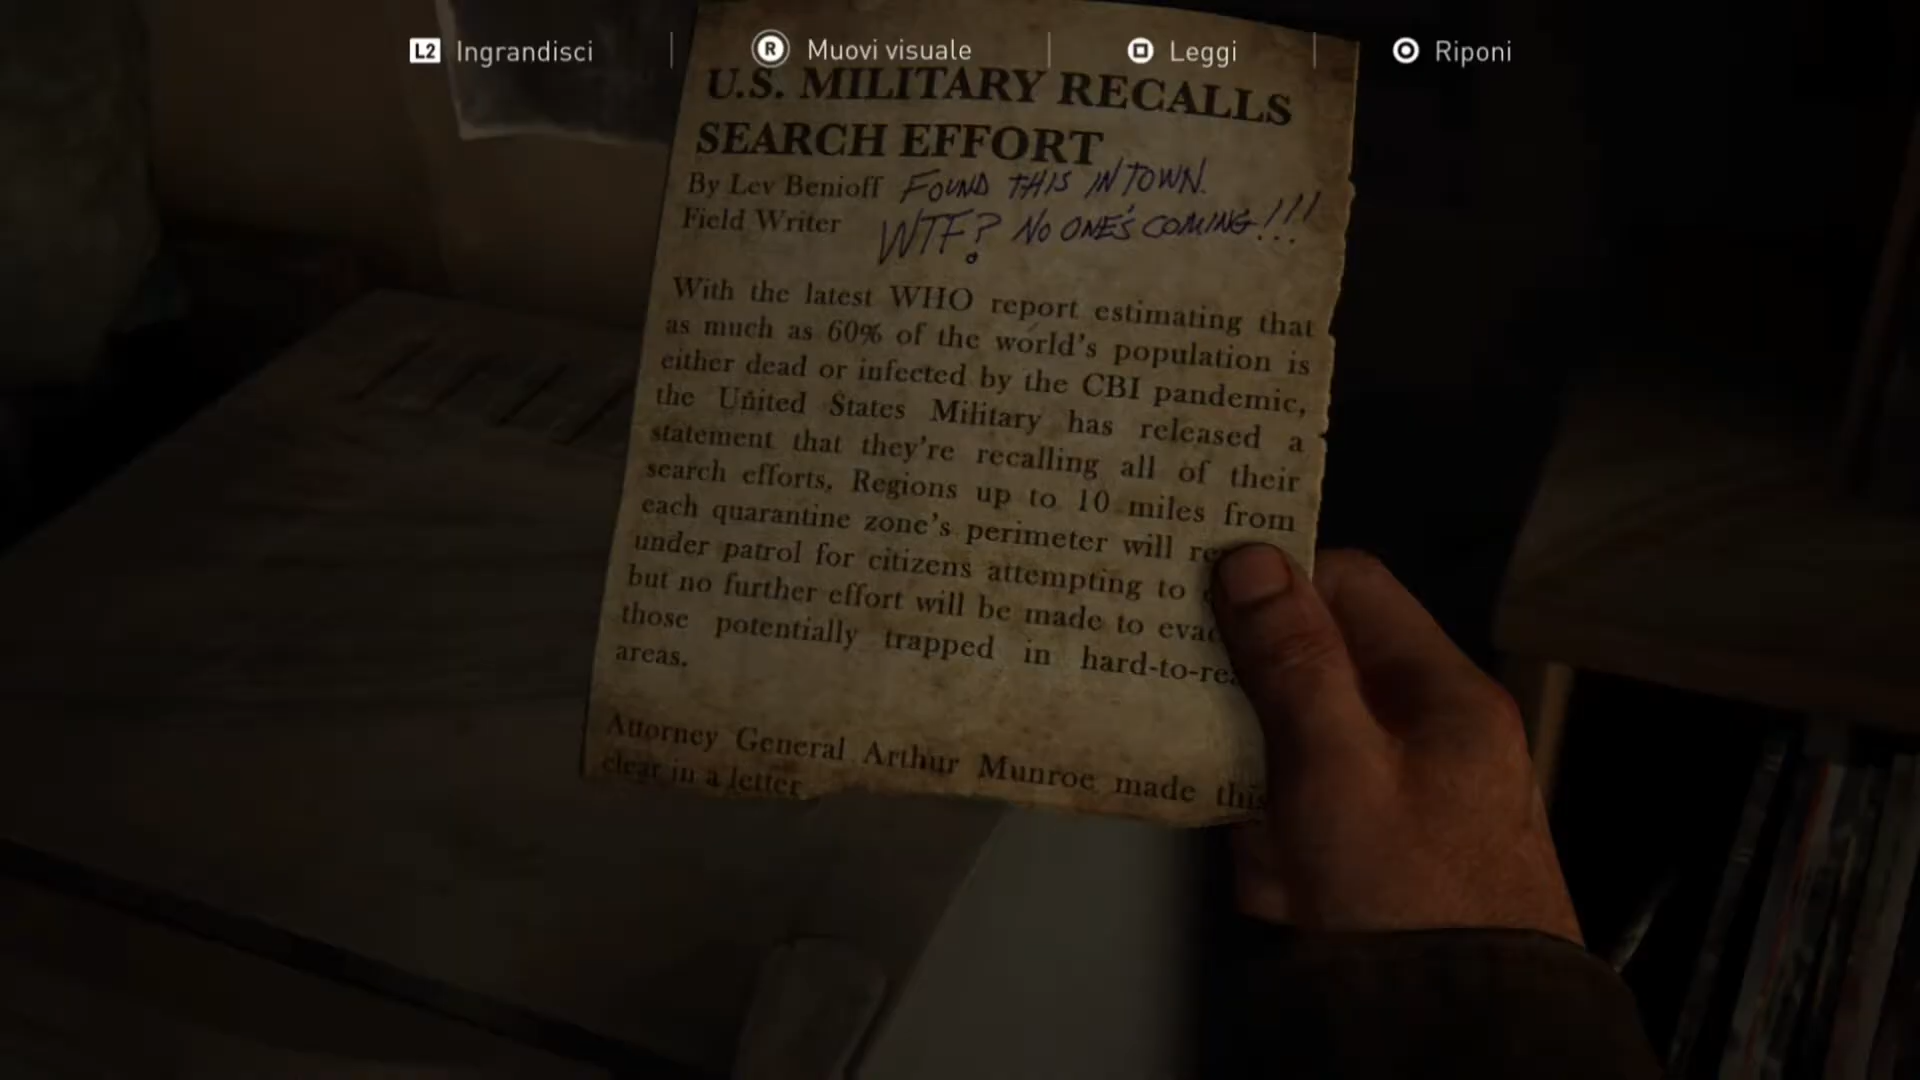 L2 Ingrandisci
R Muovi visuale
Leggi
Riponi
U.S. MILITARY RECALLS
SEARCH EFFORT
By Lev Benioff
Field Writer
FOUND THIS IN TOWN.
WTF? NO ONE'S COMING!!!
With the latest WHO report estimating that
as much as 60% of the world's population is
either dead or infected by the CBI pandemic,
the United States Military has released a
statement that they're recalling all of their
search efforts. Regions up to 10 miles from
each quarantine zone's perimeter will
under patrol for citizens attempting to
but no further effort will be made to
those potentially trapped in
areas.
Attorney General Arthur Munroe made this
clear in a letter